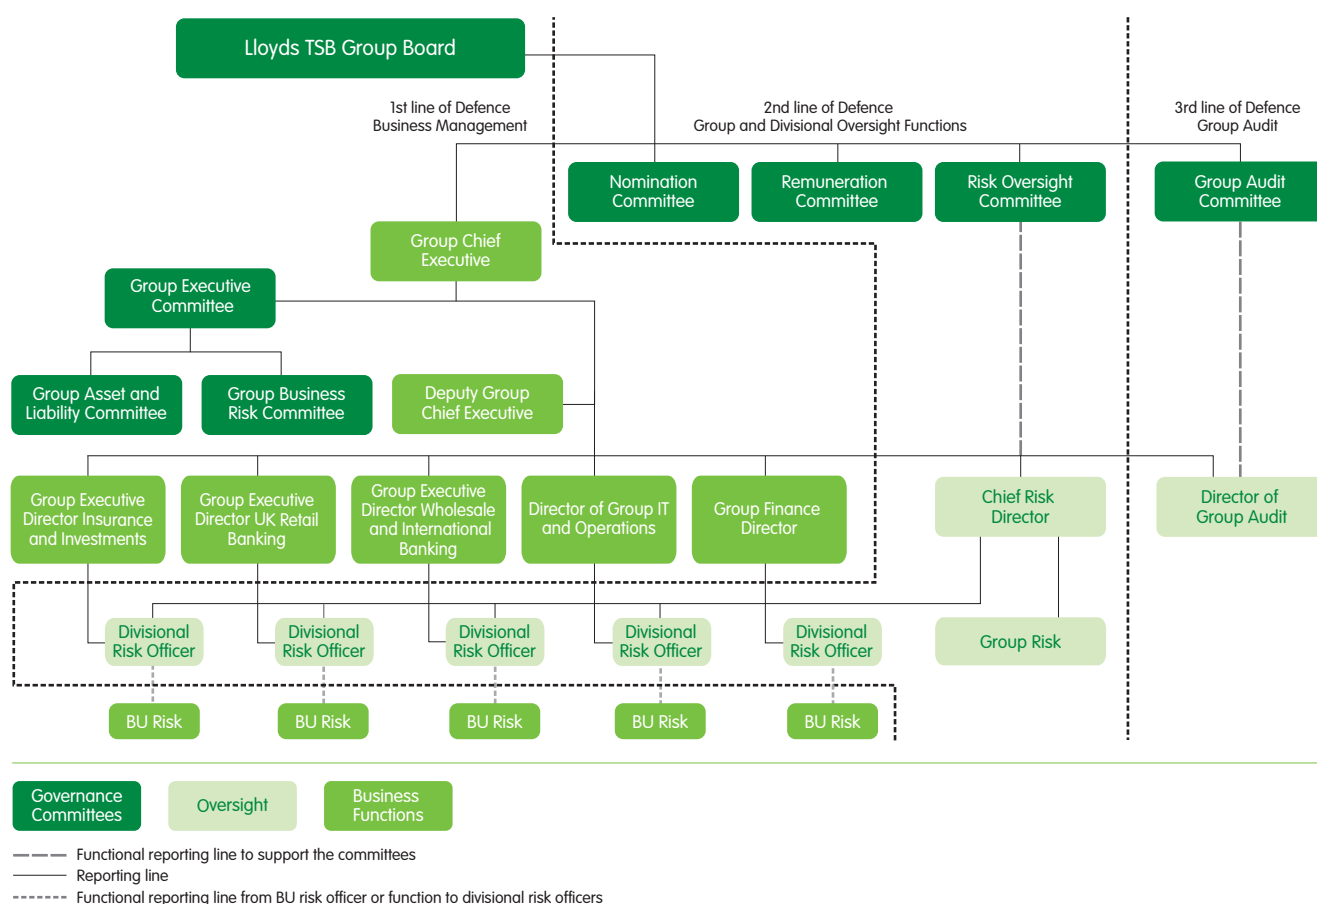 Lloyds TSB Group Board
1st line of Defence
Business Management
2nd line of Defence
Group and Divisional Oversight Functions
3rd line of Defence
Group Audit
Nomination
Committee
Remuneration
Committee
Risk Oversight
Committee
Group Audit
Committee
Group Chief
Executive
Group Executive
Committee
Group Asset and
Liability Committee
Group Business
Risk Committee
Deputy Group
Chief Executive
Group Executive
Director Insurance
and Investments
Group Executive
Director UK Retail
Banking
Group Executive
Director Wholesale
and International
Banking
Director of Group IT
and Operations
Group Finance
Director
Chief Risk
Director
Director of
Group Audit
Divisional
Risk Officer
Divisional
Risk Officer
Divisional
Risk Officer
Divisional
Risk Officer
Divisional
Risk Officer
Group Risk
BU Risk
BU Risk
BU Risk
BU Risk
BU Risk
Governance
Committees
Oversight
Business
Functions
Functional reporting line to support the committees
Reporting line
Functional reporting line from BU risk officer or function to divisional risk officers